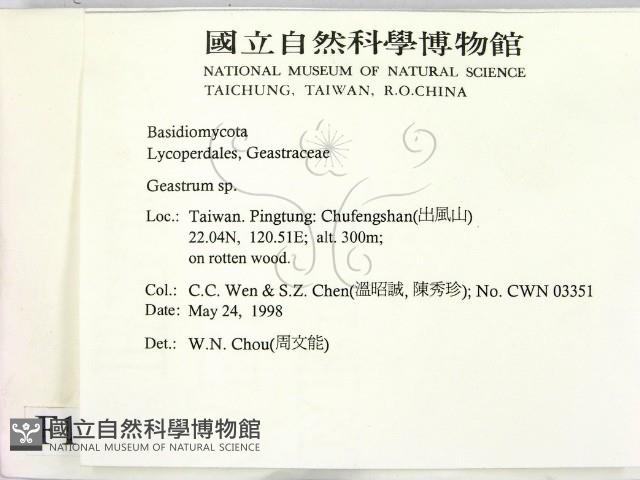 國立自然科學博物館
NATIONAL MUSEUM OF NATURAL SCIENCE
TAICHUNG, TAIWAN, R.O.CHINA
Basidiomycota
Lycoperdales, Geastraceae
Geastrum sp.
Loc.: Taiwan. Pingtung: Chufengshan(出風山)
22.04N, 120.51E; alt. 300m;
on rotten wood.
Col.: C.C. Wen & S.Z. Chen(溫昭誠, 陳秀珍); No. CWN 03351
Date: May 24, 1998
Det.: W.N. Chou(周文能)
國立自然科學博物館
NATIONAL MUSEUM OF NATURAL SCIENCE